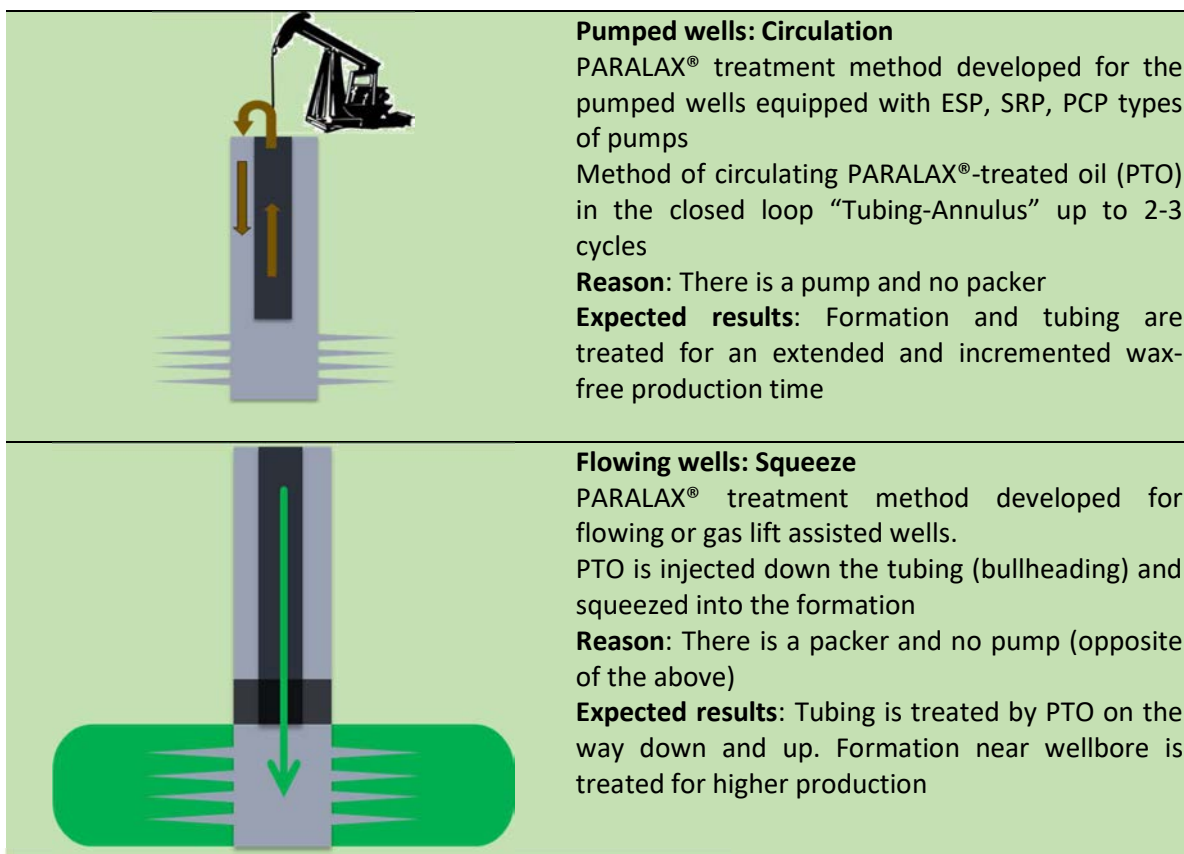 Pumped wells: Circulation
PARALAX® treatment method developed for the
pumped wells equipped with ESP, SRP, PCP types
of pumps
Method of circulating PARALAX®-treated oil (PTO)
in the closed loop “Tubing-Annulus” up to 2-3
cycles
Reason: There is a pump and no packer
Expected results: Formation and tubing are
treated for an extended and incremented wax-
free production time
Flowing wells: Squeeze
PARALAX® treatment method developed for
flowing or gas lift assisted wells.
PTO is injected down the tubing (bullheading) and
squeezed into the formation
Reason: There is a packer and no pump (opposite
of the above)
Expected results: Tubing is treated by PTO on the
way down and up. Formation near wellbore is
treated for higher production